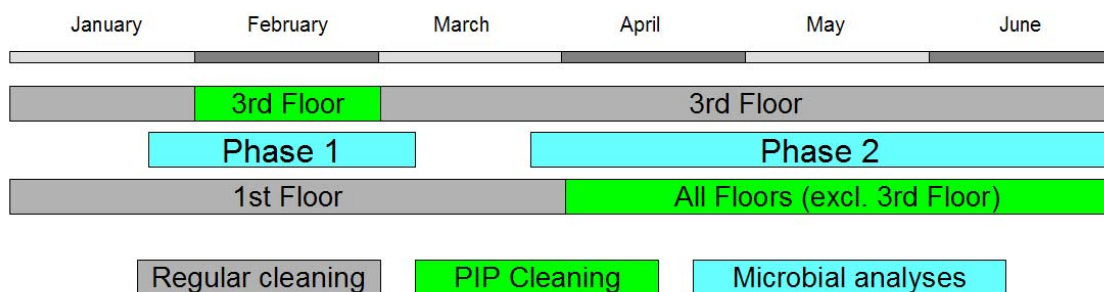 January February March April May June
3rd Floor 3rd Floor
Phase 1 Phase 2
1st Floor All Floors (excl. 3rd Floor)
Regular cleaning PIP Cleaning Microbial analyses